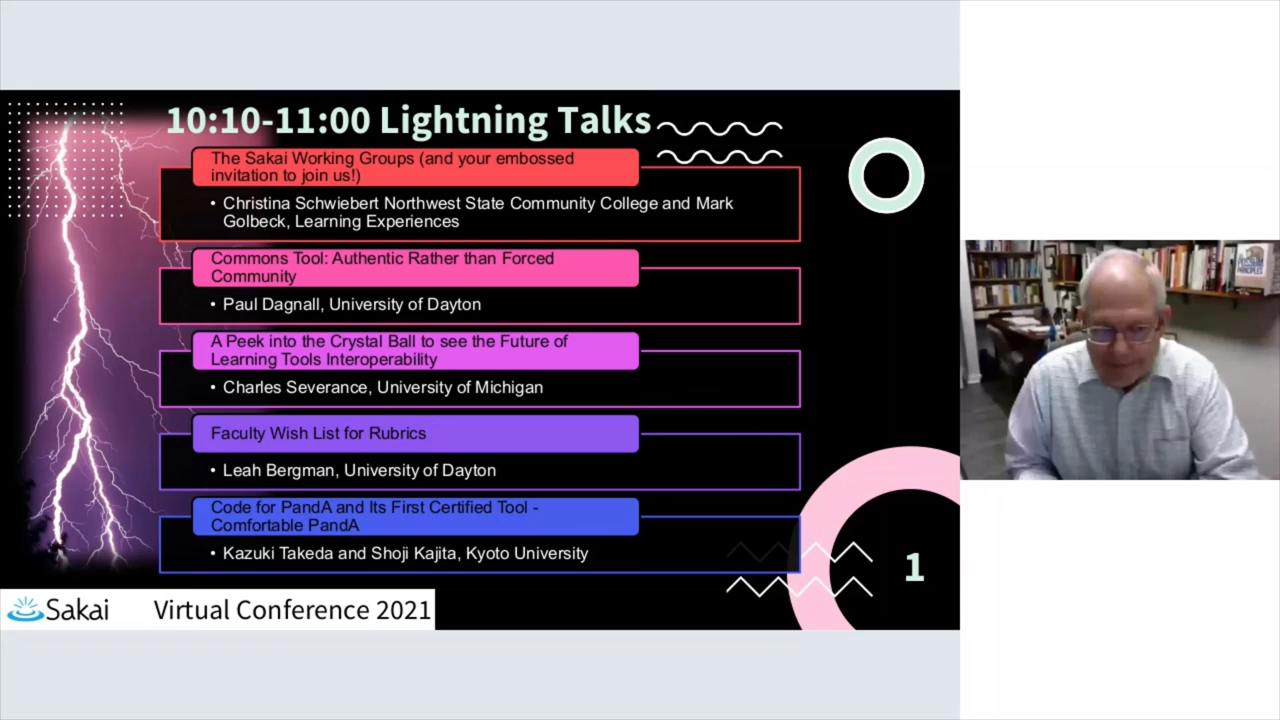 10:10-11:00 Lightning Talks
The Sakai Working Groups (and your embossed
invitation to join us!)
• Christina Schwiebert Northwest State Community College and Mark
Golbeck, Learning Experiences
Commons Tool: Authentic Rather than Forced
Community
• Paul Dagnall, University of Dayton
A Peek into the Crystal Ball to see the Future of
Learning Tools Interoperability
• Charles Severance, University of Michigan
Faculty Wish List for Rubrics
• Leah Bergman, University of Dayton
Code for PandA and Its First Certified Tool -
Comfortable PandA
• Kazuki Takeda and Shoji Kajita, Kyoto University
1
Sakai Virtual Conference 2021